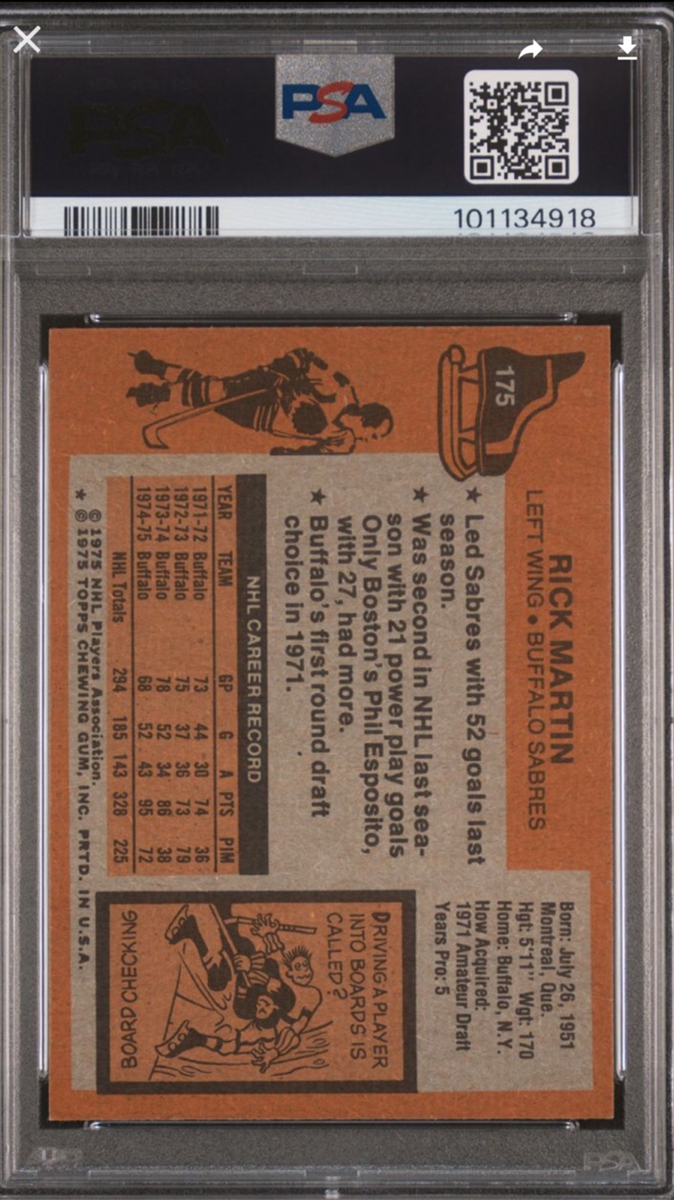 PSA
101134918
175
RICK MARTIN
LEFT WING • BUFFALO SABRES
★ Led Sabres with 52 goals last
season.
★ Was second in NHL last sea-
son with 21 power play goals
Only Boston's Phil Esposito,
with 27, had more.
★ Buffalo's first round draft
choice in 1971.
Born: July 26, 1951
Montreal, Que.
Hgt: 5'11" Wgt: 170
Home: Buffalo, N.Y.
How Acquired:
1971 Amateur Draft
Years Pro: 5
NHL CAREER RECORD
YEAR TEAM GP G A PTS PIM
1971-72 Buffalo 73 44 30 74 36
1972-73 Buffalo 75 37 36 73 79
1973-74 Buffalo 78 52 34 86 38
1974-75 Buffalo 68 52 43 95 72
NHL Totals 294 185 143 328 225
© 1975 NHL Players Association.
★ © 1975 TOPPS CHEWING GUM, INC. PRTD. IN U.S.A.
DRIVING A PLAYER
INTO BOARDS IS
CALLED?
BOARD CHECKING
PSA